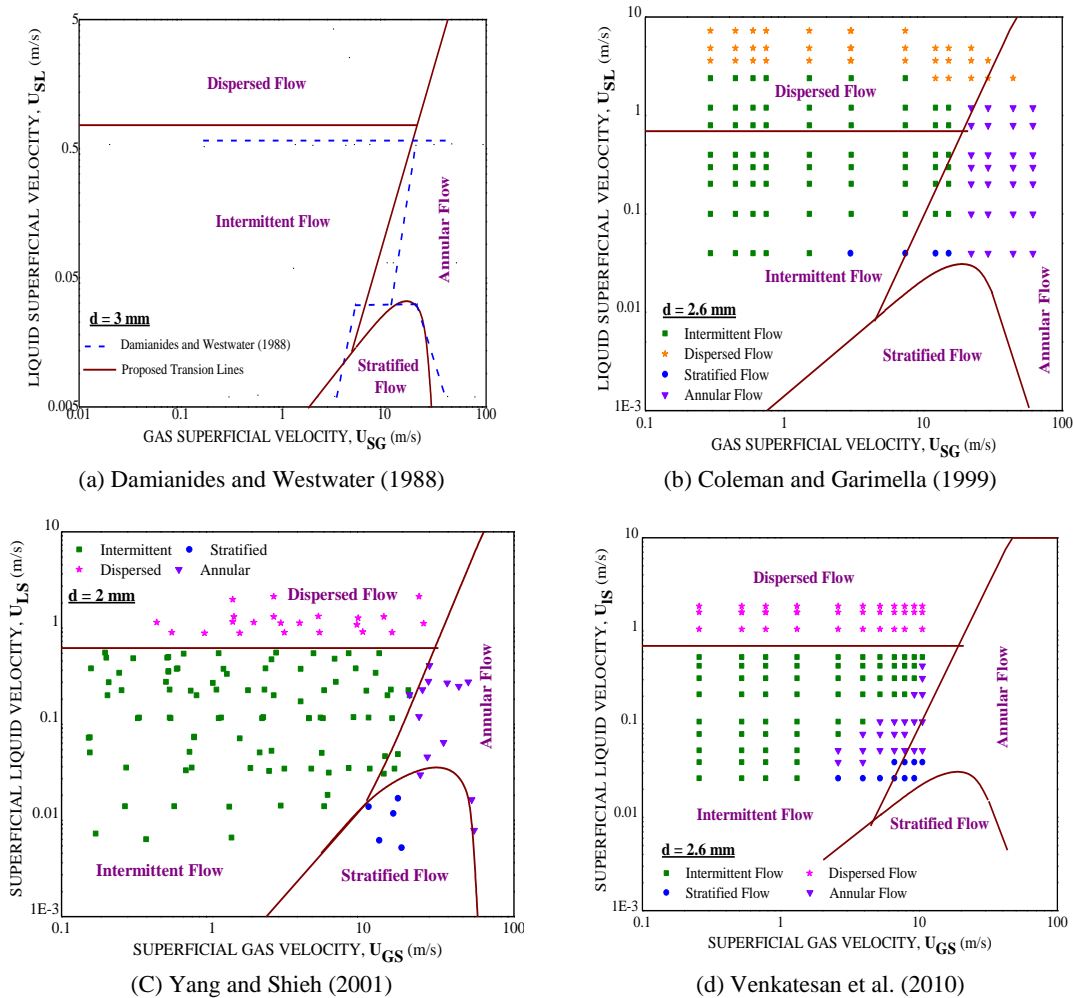 LIQUID SUPERFICIAL VELOCITY, USL (m/s)
5
0.5
0.05
0.005
Dispersed Flow
Intermittent Flow
Annular Flow
d = 3 mm
Damianides and Westwater (1988)
Proposed Transion Lines
Stratified
Flow
0.01
0.1
1
10
100
GAS SUPERFICIAL VELOCITY, USG (m/s)
(a) Damianides and Westwater (1988)
LIQUID SUPERFICIAL VELOCITY, USL (m/s)
10
1
0.1
0.01
1E-3
Dispersed Flow
Intermittent Flow
Annular Flow
d = 2.6 mm
Intermittent Flow
Dispersed Flow
Stratified Flow
Annular Flow
Stratified Flow
0.1
1
10
100
GAS SUPERFICIAL VELOCITY, USG (m/s)
(b) Coleman and Garimella (1999)
SUPERFICIAL LIQUID VELOCITY, ULS (m/s)
10
1
0.1
0.01
1E-3
Intermittent
Stratified
Dispersed
Annular
d = 2 mm
Dispersed Flow
Annular Flow
Intermittent Flow
Stratified Flow
0.1
1
10
100
SUPERFICIAL GAS VELOCITY, UGS (m/s)
(C) Yang and Shieh (2001)
SUPERFICIAL LIQUID VELOCITY, UIS (m/s)
10
1
0.1
0.01
1E-3
Dispersed Flow
Annular Flow
Intermittent Flow
Stratified Flow
d = 2.6 mm
Intermittent Flow
Dispersed Flow
Stratified Flow
Annular Flow
0.1
1
10
100
SUPERFICIAL GAS VELOCITY, UGS (m/s)
(d) Venkatesan et al. (2010)